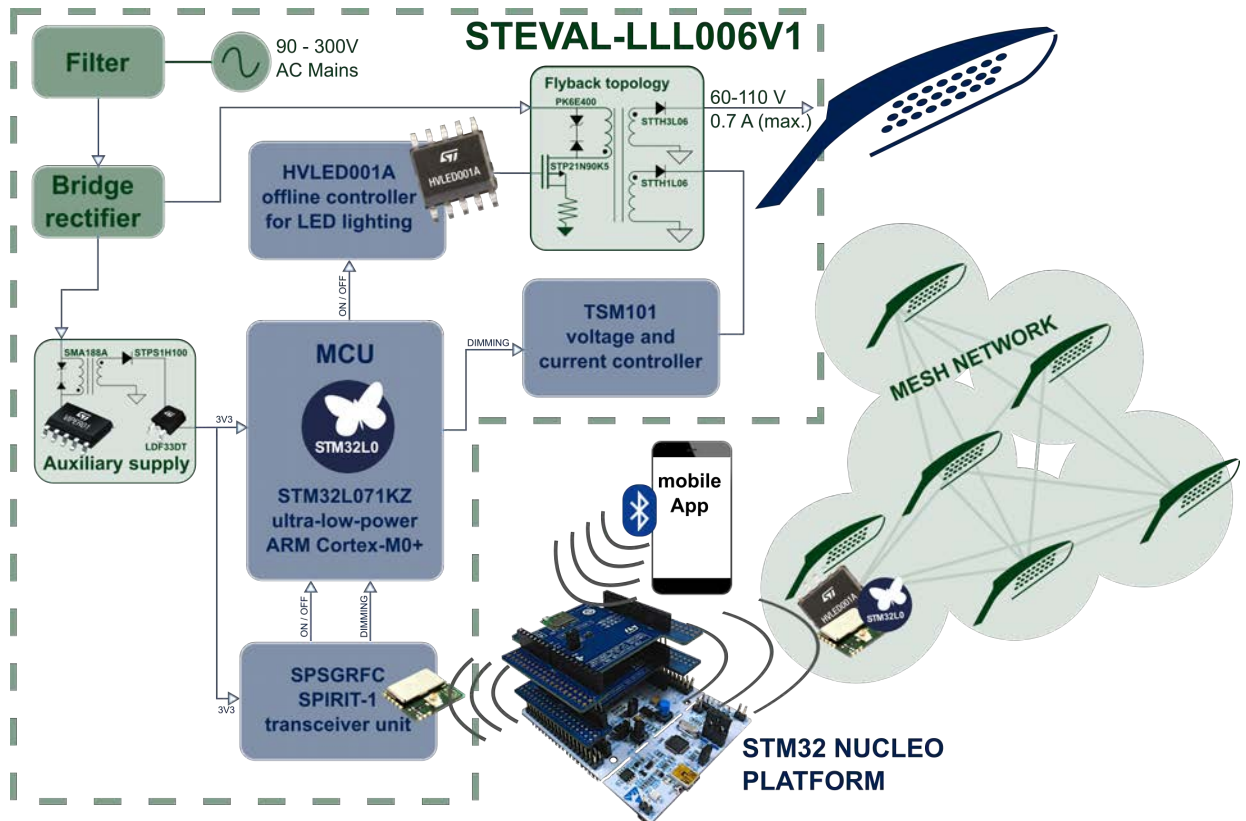 STEVAL-LLL006V1
Filter
90 - 300V
AC Mains
Bridge
rectifier
HVLED001A
offline controller
for LED lighting
ST
HVLED001A
Flyback topology
PK6E400
STTH3L06
STP21N90K5
STTH1L06
60-110 V
0.7 A (max.)
ON / OFF
TSM101
voltage and
current controller
DIMMING
SMA188A
STPS1H100
ST
VIPER01
LDF33DT
Auxiliary supply
3V3
MCU
STM32L0
STM32L071KZ
ultra-low-power
ARM Cortex-M0+
ON / OFF
DIMMING
3V3
SPSGRFC
SPIRIT-1
transceiver unit
mobile
App
STM32 NUCLEO
PLATFORM
MESH NETWORK
ST
HVLED001A
STM32L0